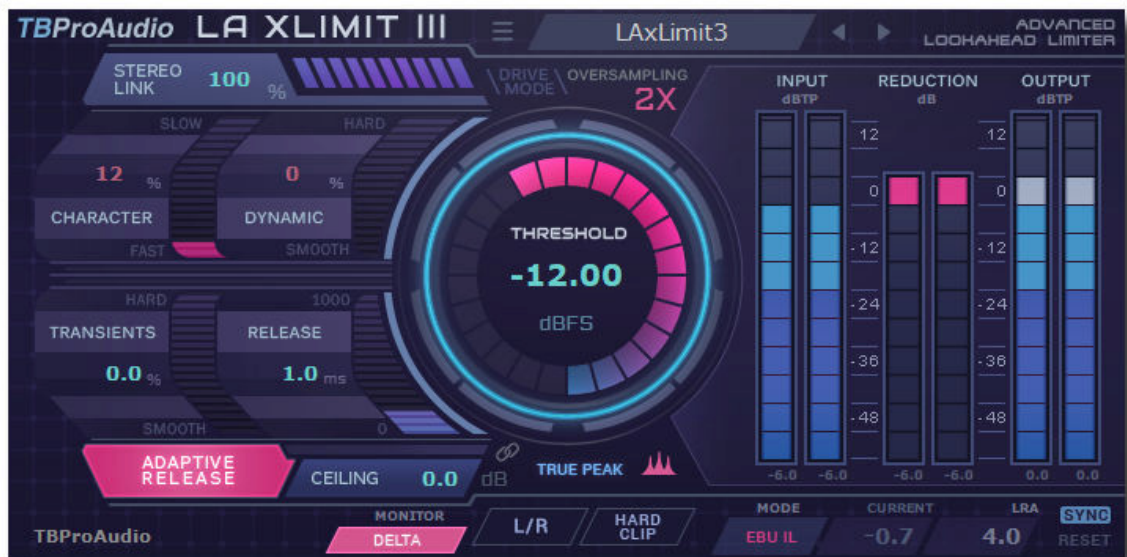 TBProAudio LA XLIMIT III
LAxLimit3
ADVANCED
LOOKAHEAD LIMITER
STEREO
LINK
100 %
DRIVE
MODE
OVERSAMPLING
2X
SLOW
HARD
12 %
0 %
CHARACTER
DYNAMIC
FAST
SMOOTH
HARD
1000
TRANSIENTS
RELEASE
0.0 %
1.0 ms
SMOOTH
0
ADAPTIVE
RELEASE
CEILING 0.0 dB
THRESHOLD
-12.00
dBFS
TRUE PEAK
INPUT
dBTP
REDUCTION
dB
OUTPUT
dBTP
12 12
0 0
-12 -12
-24 -24
-36 -36
-48 -48
-6.0 -6.0 -6.0 -6.0 0.0 0.0
TBProAudio
MONITOR
DELTA
L/R
HARD
CLIP
MODE
EBU IL
CURRENT
-0.7
LRA
4.0
SYNC
RESET